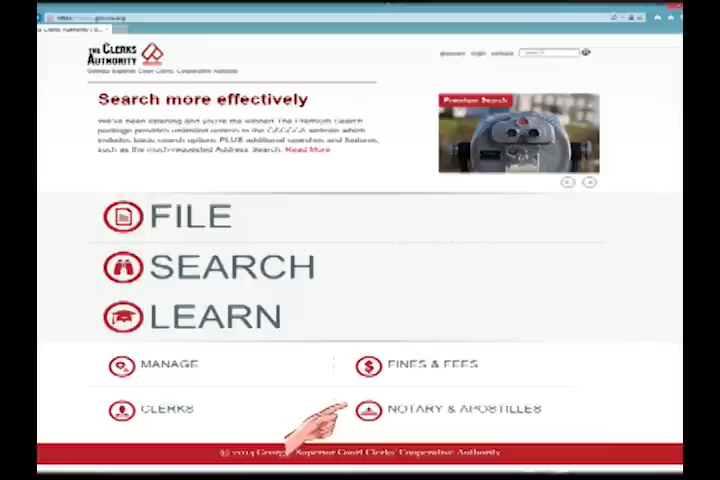 THE CLERKS
AUTHORITY
Georgia Superior Court Clerks' Cooperative Authority
glossary login contact
Search more effectively
Premium Search
We've been listening and you're the winner! The Premium Search
package provides unlimited access to the GSCCCA website which
includes basic search options PLUS additional searches and features,
such as the much-requested Address Search. Read More
FILE
SEARCH
LEARN
MANAGE
FINES & FEES
CLERKS
NOTARY & APOSTILLES
© 2014 Georgia Superior Court Clerks' Cooperative Authority